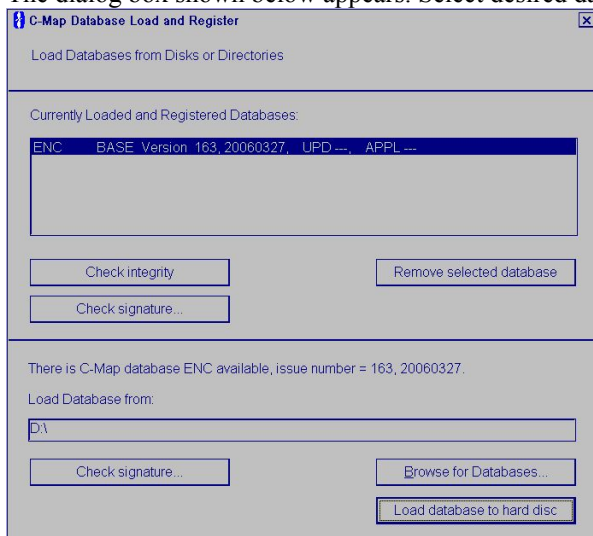 The dialog box shown below appears. Select desired da
C-Map Database Load and Register
Load Databases from Disks or Directories
Currently Loaded and Registered Databases:
ENC BASE Version 163, 20060327, UPD ---, APPL ---
Check integrity
Remove selected database
Check signature...
There is C-Map database ENC available, issue number = 163, 20060327.
Load Database from:
D:\
Check signature...
Browse for Databases...
Load database to hard disc